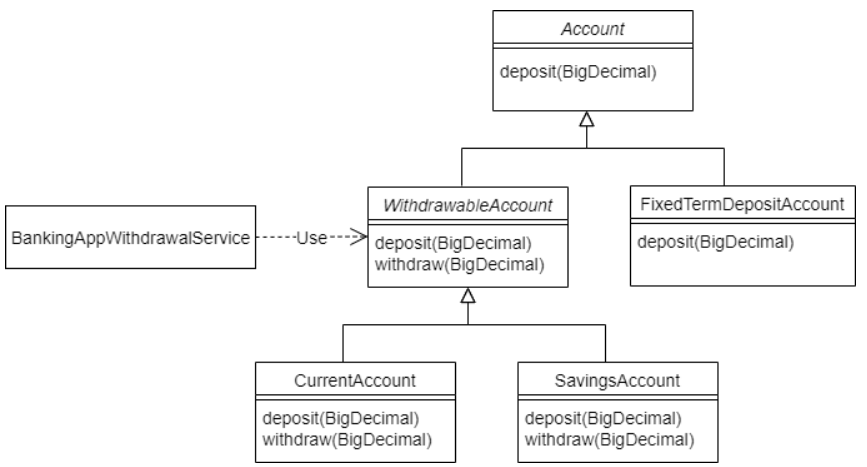 Account
deposit(BigDecimal)
WithdrawableAccount
deposit(BigDecimal)
withdraw(BigDecimal)
FixedTermDepositAccount
deposit(BigDecimal)
BankingAppWithdrawalService
Use
CurrentAccount
deposit(BigDecimal)
withdraw(BigDecimal)
SavingsAccount
deposit(BigDecimal)
withdraw(BigDecimal)